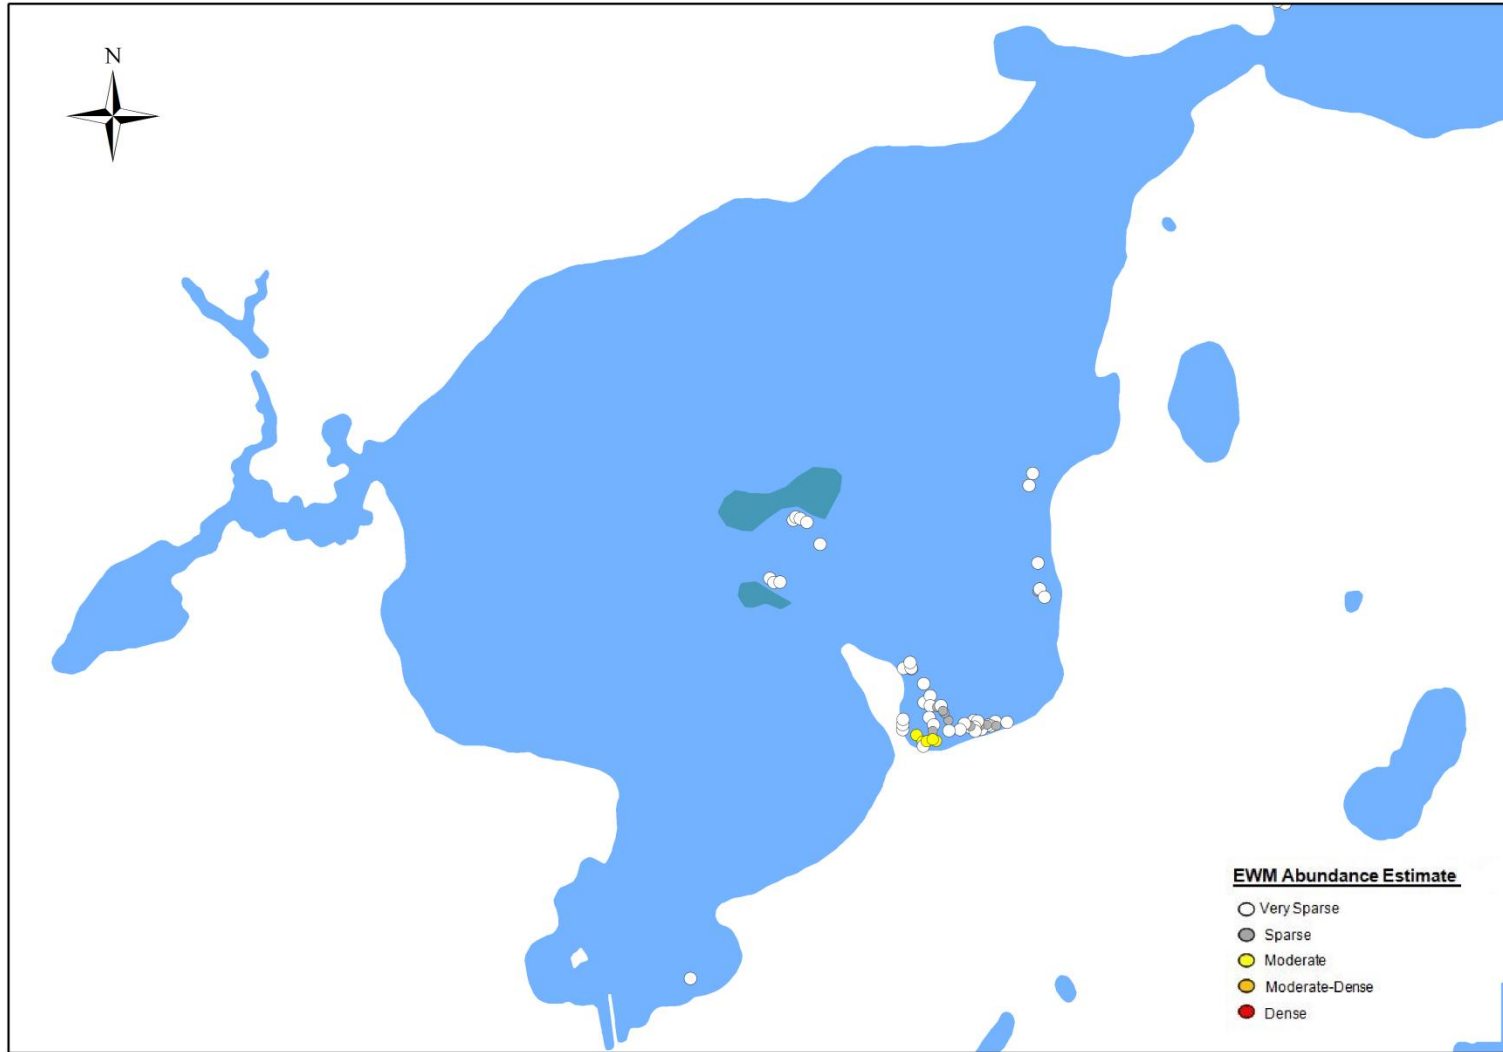 N
EWM Abundance Estimate
Very Sparse
Sparse
Moderate
Moderate-Dense
Dense